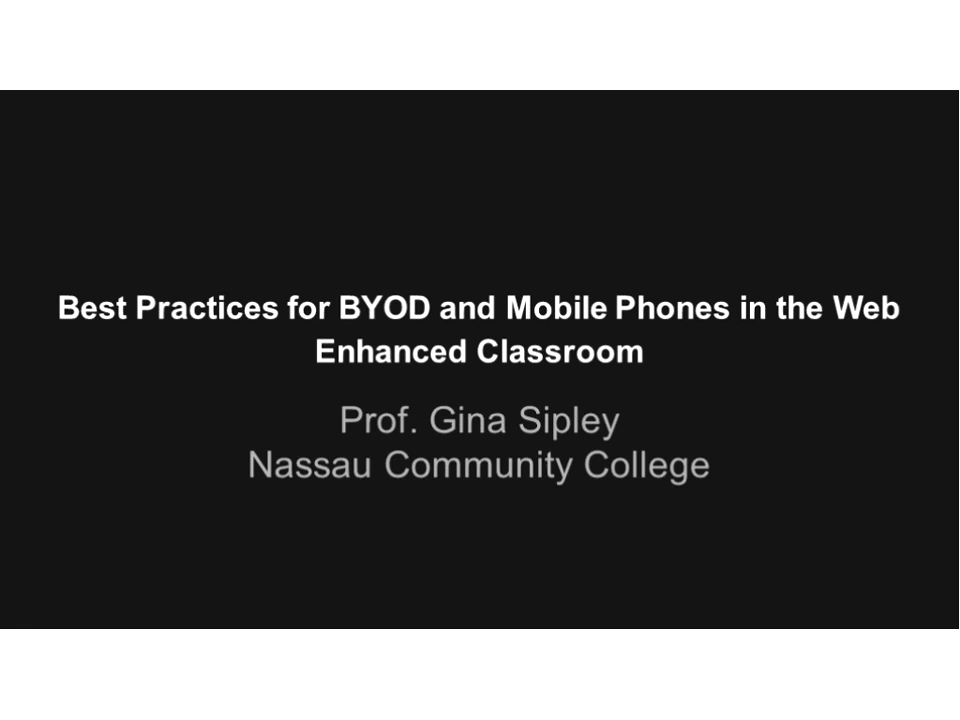 Best Practices for BYOD and Mobile Phones in the Web
Enhanced Classroom
Prof. Gina Sipley
Nassau Community College